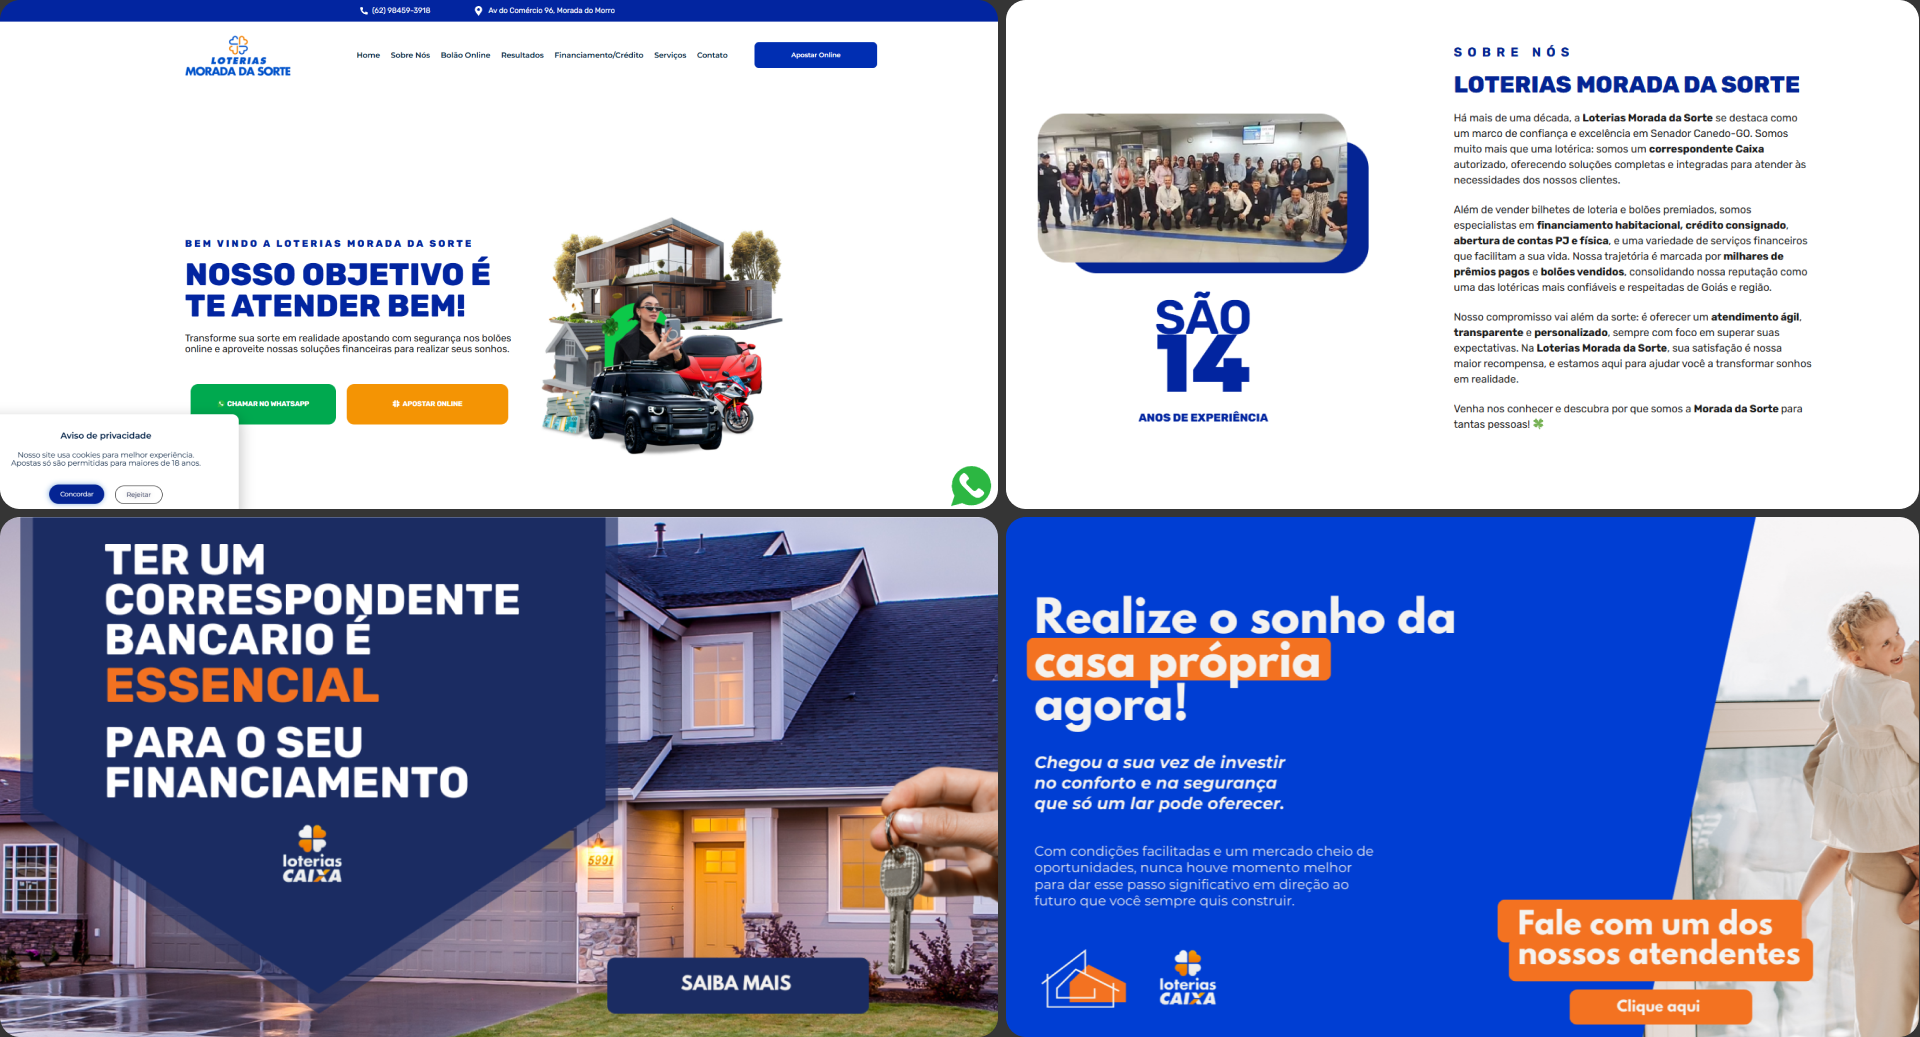 (62) 98459-3918
Av do Comércio 96, Morada do Morro
LOTERIAS
MORADA DA SORTE
Home
Sobre Nós
Bolão Online
Resultados
Financiamento/Crédito
Serviços
Contato
Apostar Online
BEM VINDO A LOTERIAS MORADA DA SORTE
NOSSO OBJETIVO É
TE ATENDER BEM!
Transforme sua sorte em realidade apostando com segurança nos bolões
online e aproveite nossas soluções financeiras para realizar seus sonhos.
CHAMAR NO WHATSAPP
APOSTAR ONLINE
Aviso de privacidade
Nosso site usa cookies para melhor experiência.
Apostas só são permitidas para maiores de 18 anos.
Concordar
Rejeitar
SOBRE NÓS
LOTERIAS MORADA DA SORTE
Há mais de uma década, a Loterias Morada da Sorte se destaca como
um marco de confiança e excelência em Senador Canedo-GO. Somos
muito mais que uma lotérica: somos um correspondente Caixa
autorizado, oferecendo soluções completas e integradas para atender às
necessidades dos nossos clientes.
Além de vender bilhetes de loteria e bolões premiados, somos
especialistas em financiamento habitacional, crédito consignado,
abertura de contas PJ e física, e uma variedade de serviços financeiros
que facilitam a sua vida. Nossa trajetória é marcada por milhares de
prêmios pagos e bolões vendidos, consolidando nossa reputação como
uma das lotéricas mais confiáveis e respeitadas de Goiás e região.
Nosso compromisso vai além da sorte: é oferecer um atendimento ágil,
transparente e personalizado, sempre com foco em superar suas
expectativas. Na Loterias Morada da Sorte, sua satisfação é nossa
maior recompensa, e estamos aqui para ajudar você a transformar sonhos
em realidade.
Venha nos conhecer e descubra por que somos a Morada da Sorte para
tantas pessoas! 🍀
SÃO
14
ANOS DE EXPERIÊNCIA
TER UM
CORRESPONDENTE
BANCARIO É
ESSENCIAL
PARA O SEU
FINANCIAMENTO
loterias
CAIXA
5991
SAIBA MAIS
Realize o sonho da
casa própria
agora!
Chegou a sua vez de investir
no conforto e na segurança
que só um lar pode oferecer.
Com condições facilitadas e um mercado cheio de
oportunidades, nunca houve momento melhor
para dar esse passo significativo em direção ao
futuro que você sempre quis construir.
loterias
CAIXA
Fale com um dos
nossos atendentes
Clique aqui